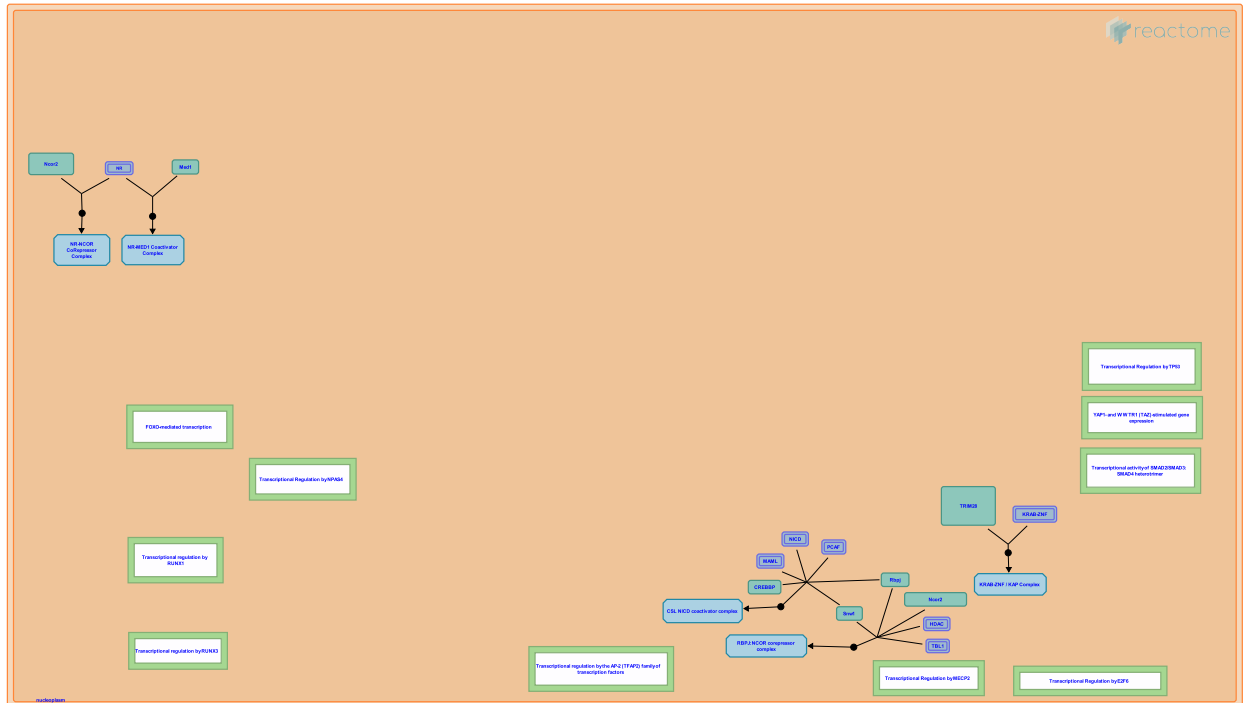 reactome
Ncor2
NR
Med1
NR-NCOR
CoRepressor
Complex
NR-MED1 Coactivator
Complex
Transcriptional Regulation by TP53
YAP1- and WWTR1 (TAZ)-stimulated gene
expression
FOXO-mediated transcription
Transcriptional activity of SMAD2/SMAD3:
SMAD4 heterotrimer
Transcriptional Regulation by NPAS4
TRIM28
KRAB-ZNF
NICD
PCAF
Transcriptional regulation by
RUNX1
MAML
CREBBP
Rbpj
KRAB-ZNF / KAP Complex
Ncor2
CSL NICD coactivator complex
Snw1
HDAC
RBPJ:NCOR corepressor
complex
TBL1
Transcriptional regulation by RUNX3
Transcriptional regulation by the AP-2 (TFAP2) family of
transcription factors
Transcriptional Regulation by MECP2
Transcriptional Regulation by E2F6
nucleoplasm